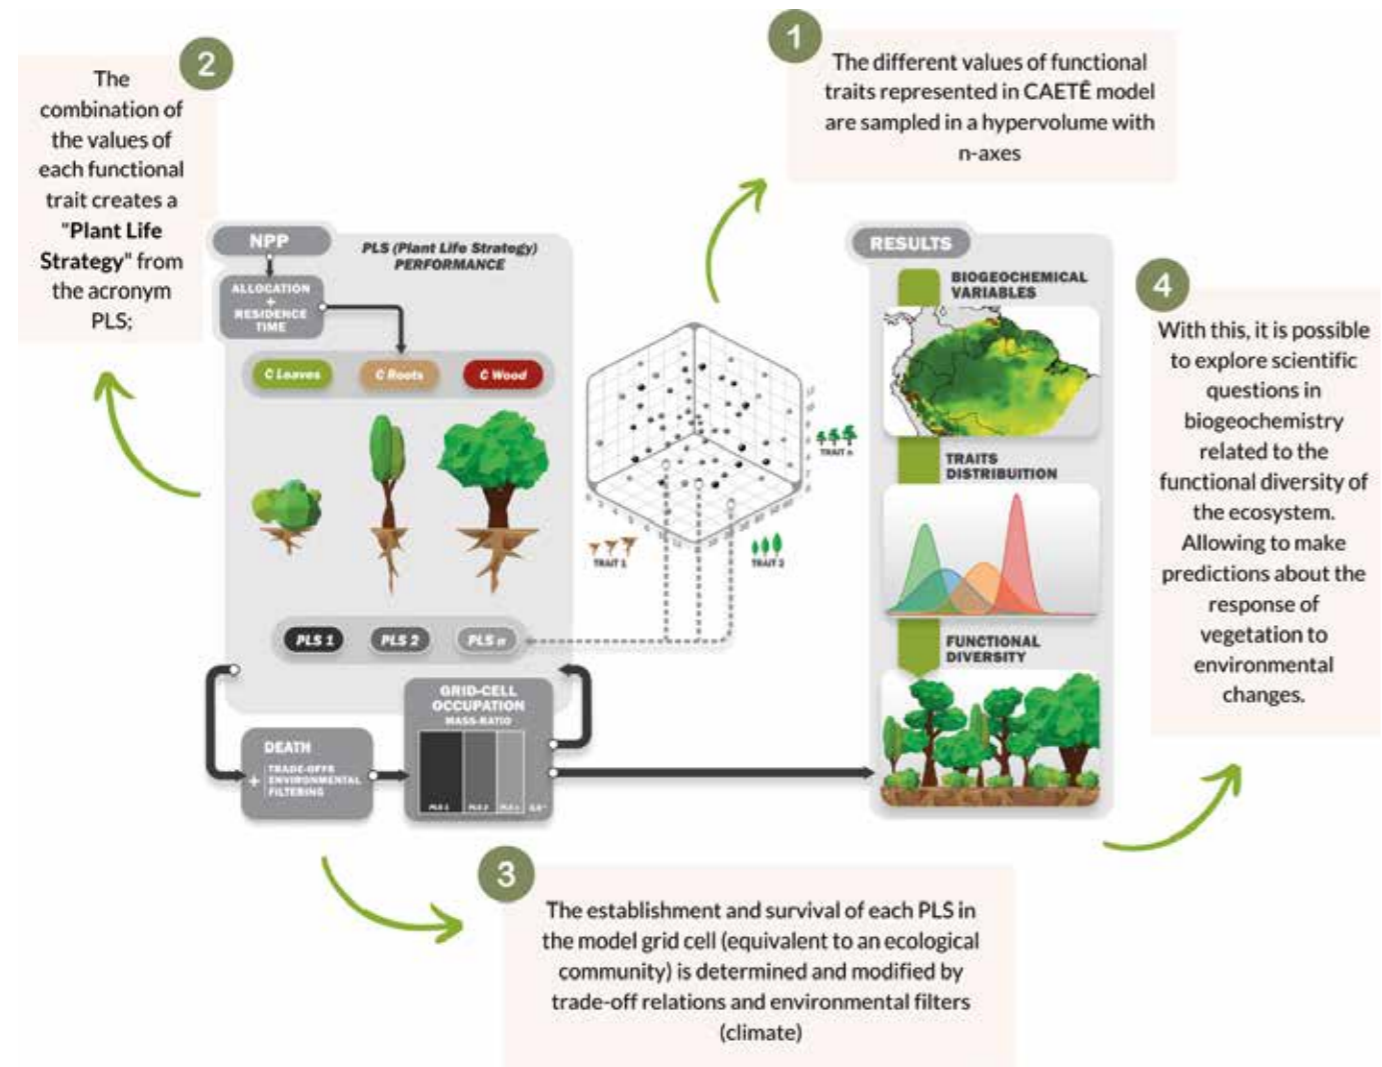 1
The different values of functional
traits represented in CAETÊ model
are sampled in a hypervolume with
n-axes
2
The
combination of
the values of
each functional
trait creates a
"Plant Life
Strategy" from
the acronym
PLS;
NPP
PLS (Plant Life Strategy)
PERFORMANCE
ALLOCATION
+
RESIDENCE
TIME
C Leaves
C Roots
C Wood
TRAIT 1
TRAIT 2
TRAIT n
PLS 1
PLS 2
PLS n
DEATH
+ TRADE-OFFS
ENVIRONMENTAL
FILTERING
GRID-CELL
OCCUPATION
MASS-RATIO
PLS 1
PLS 2
PLS n
RESULTS
BIOGEOCHEMICAL
VARIABLES
TRAITS
DISTRIBUITION
FUNCTIONAL
DIVERSITY
3
The establishment and survival of each PLS in
the model grid cell (equivalent to an ecological
community) is determined and modified by
trade-off relations and environmental filters
(climate)
4
With this, it is possible
to explore scientific
questions in
biogeochemistry
related to the
functional diversity of
the ecosystem.
Allowing to make
predictions about the
response of
vegetation to
environmental
changes.